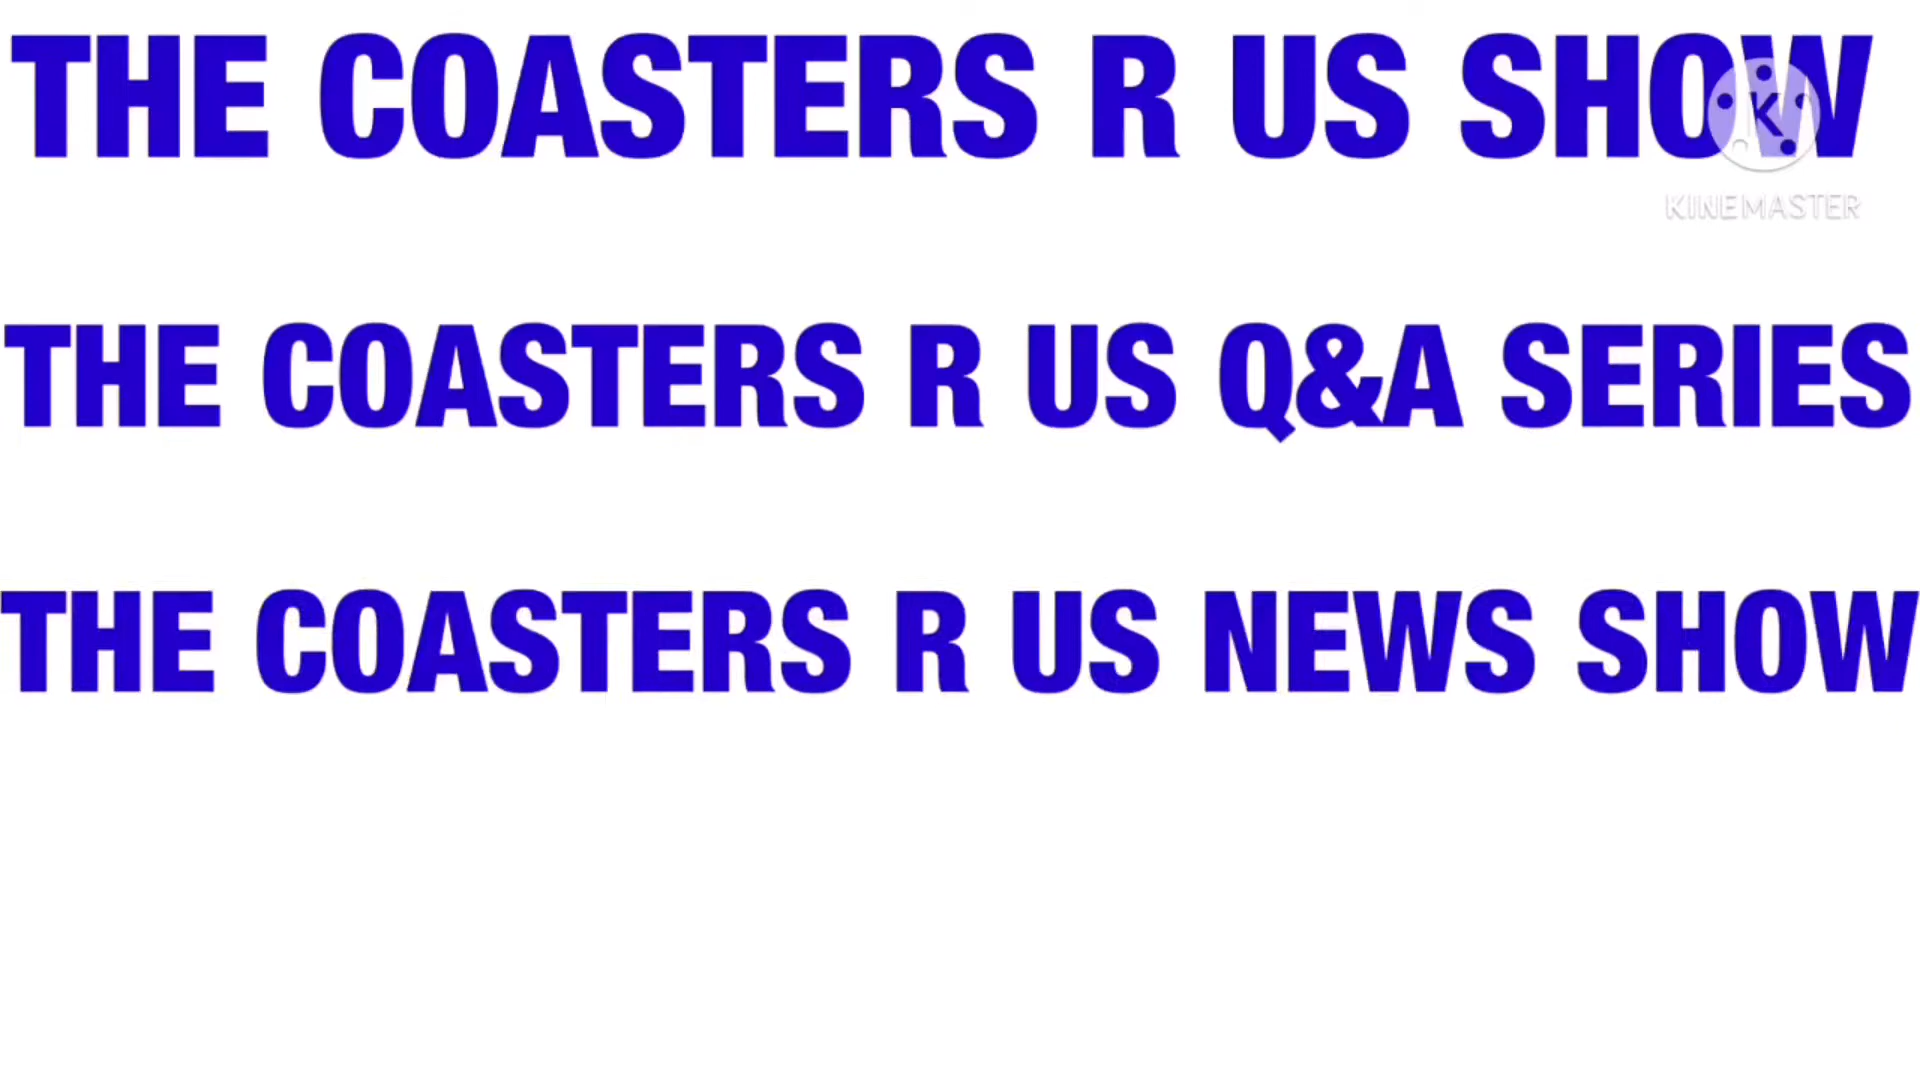 THE COASTERS R US SHOW
K
KINEMASTER
THE COASTERS R US Q&A SERIES
THE COASTERS R US NEWS SHOW